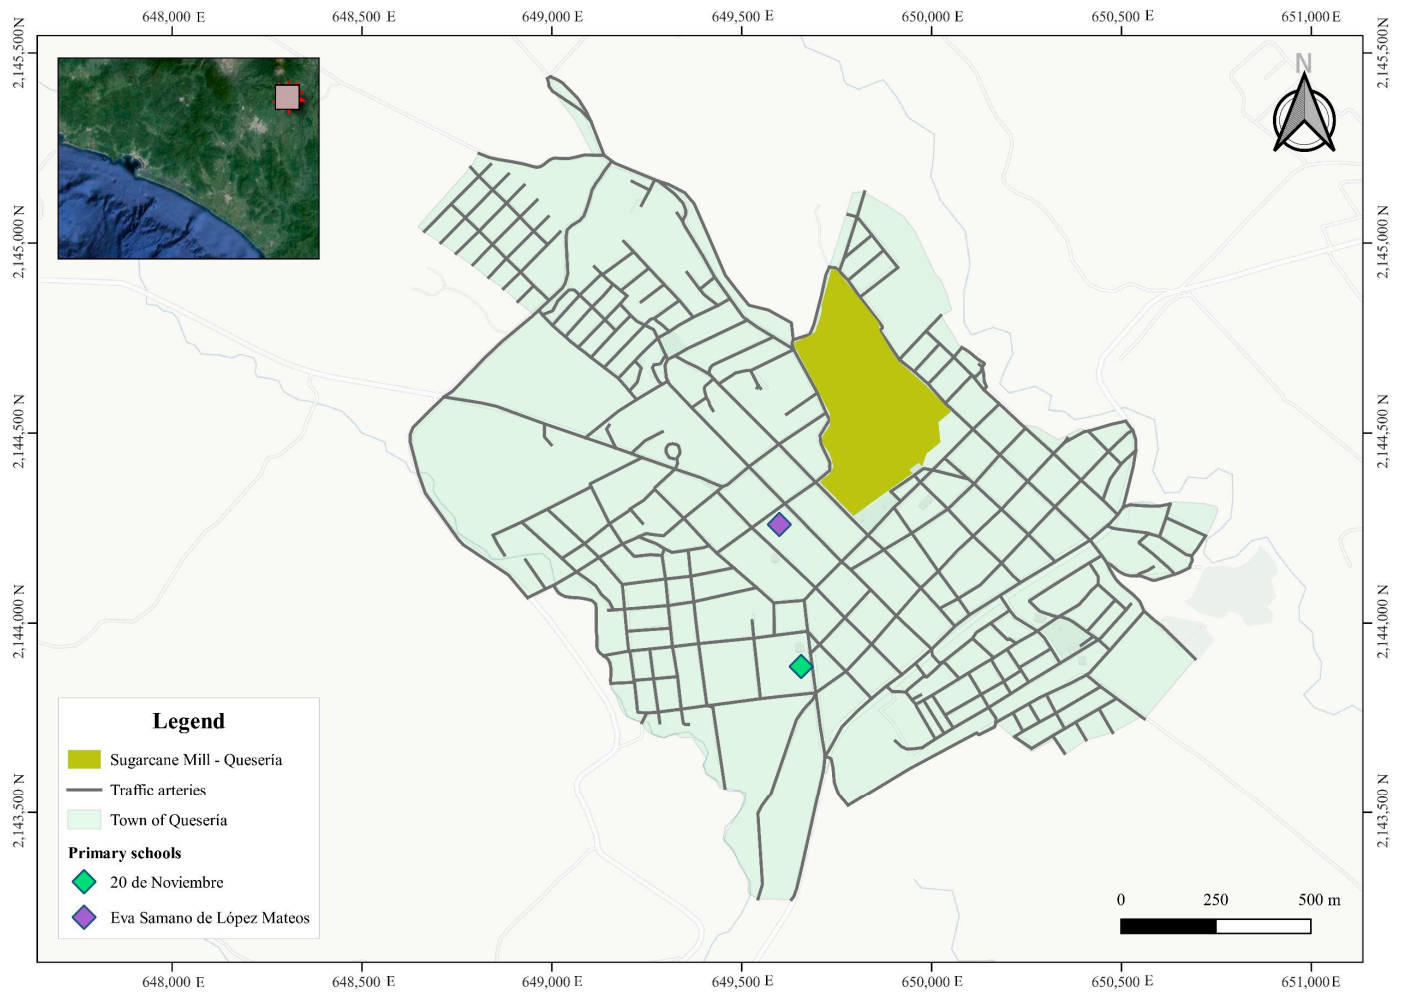 648,000 E
648,500 E
649,000 E
649,500 E
650,000 E
650,500 E
651,000 E
2,145,500 N
2,145,500 N
N
2,145,000 N
2,145,000 N
2,144,500 N
2,144,500 N
2,144,000 N
2,144,000 N
2,143,500 N
2,143,500 N
Legend
Sugarcane Mill - Quesería
Traffic arteries
Town of Quesería
Primary schools
20 de Noviembre
Eva Samano de López Mateos
0 250 500 m
648,000 E
648,500 E
649,000 E
649,500 E
650,000 E
650,500 E
651,000 E